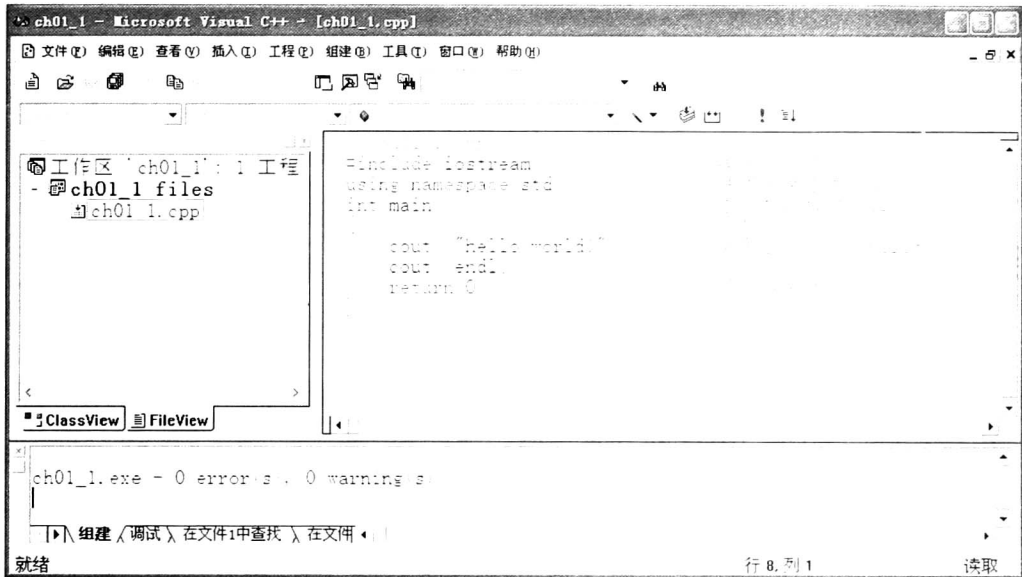 ch01_1 - Microsoft Visual C++ - [ch01_1.cpp]
文件(F) 编辑(E) 查看(V) 插入(I) 工程(P) 组建(B) 工具(T) 窗口(W) 帮助(H)
工作区 'ch01_1': 1 工程
ch01_1 files
ch01_1.cpp
#include iostream
using namespace std
int main
cout "hello world!"
cout endl;
return 0
ClassView FileView
ch01_1.exe - 0 error(s), 0 warning(s)
组建 调试 在文件1中查找 在文件
就绪 行 8, 列 1 读取